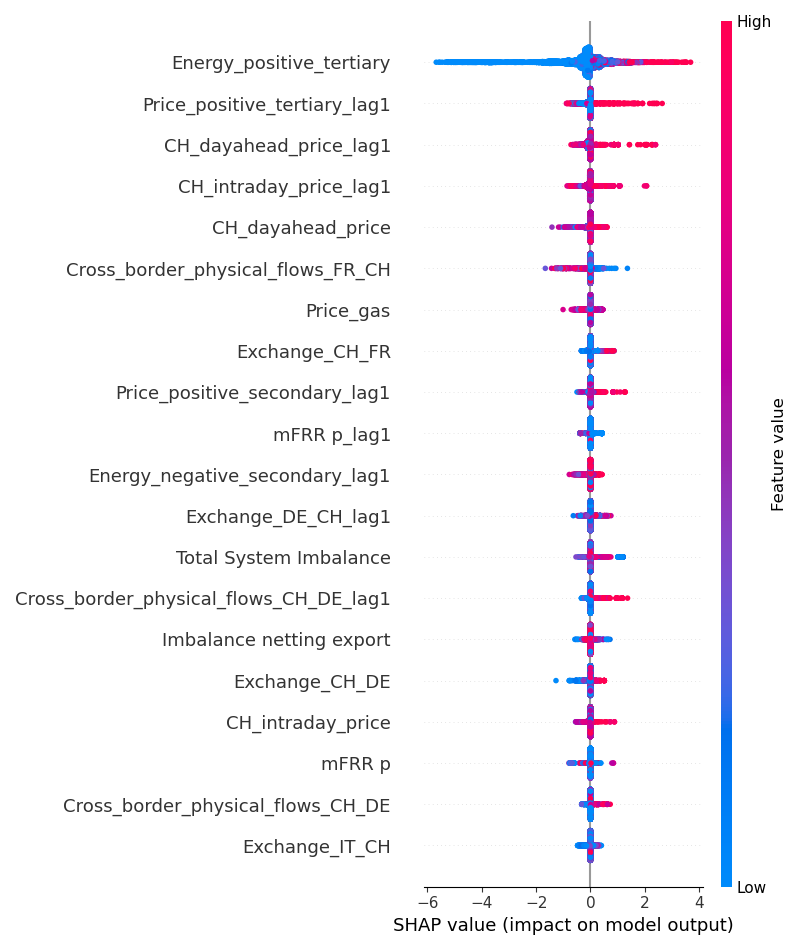 High
Energy_positive_tertiary
Price_positive_tertiary_lag1
CH_dayahead_price_lag1
CH_intraday_price_lag1
CH_dayahead_price
Cross_border_physical_flows_FR_CH
Price_gas
Exchange_CH_FR
Price_positive_secondary_lag1
mFRR p_lag1
Energy_negative_secondary_lag1
Exchange_DE_CH_lag1
Total System Imbalance
Cross_border_physical_flows_CH_DE_lag1
Imbalance netting export
Exchange_CH_DE
CH_intraday_price
mFRR p
Cross_border_physical_flows_CH_DE
Exchange_IT_CH
Feature value
Low
−6 −4 −2 0 2 4
SHAP value (impact on model output)